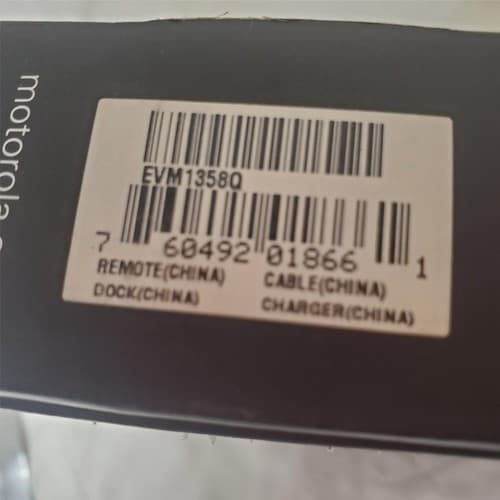 motorola
EVM1358Q
7 60492 01866 1
REMOTE(CHINA) CABLE(CHINA)
DOCK(CHINA) CHARGER(CHINA)